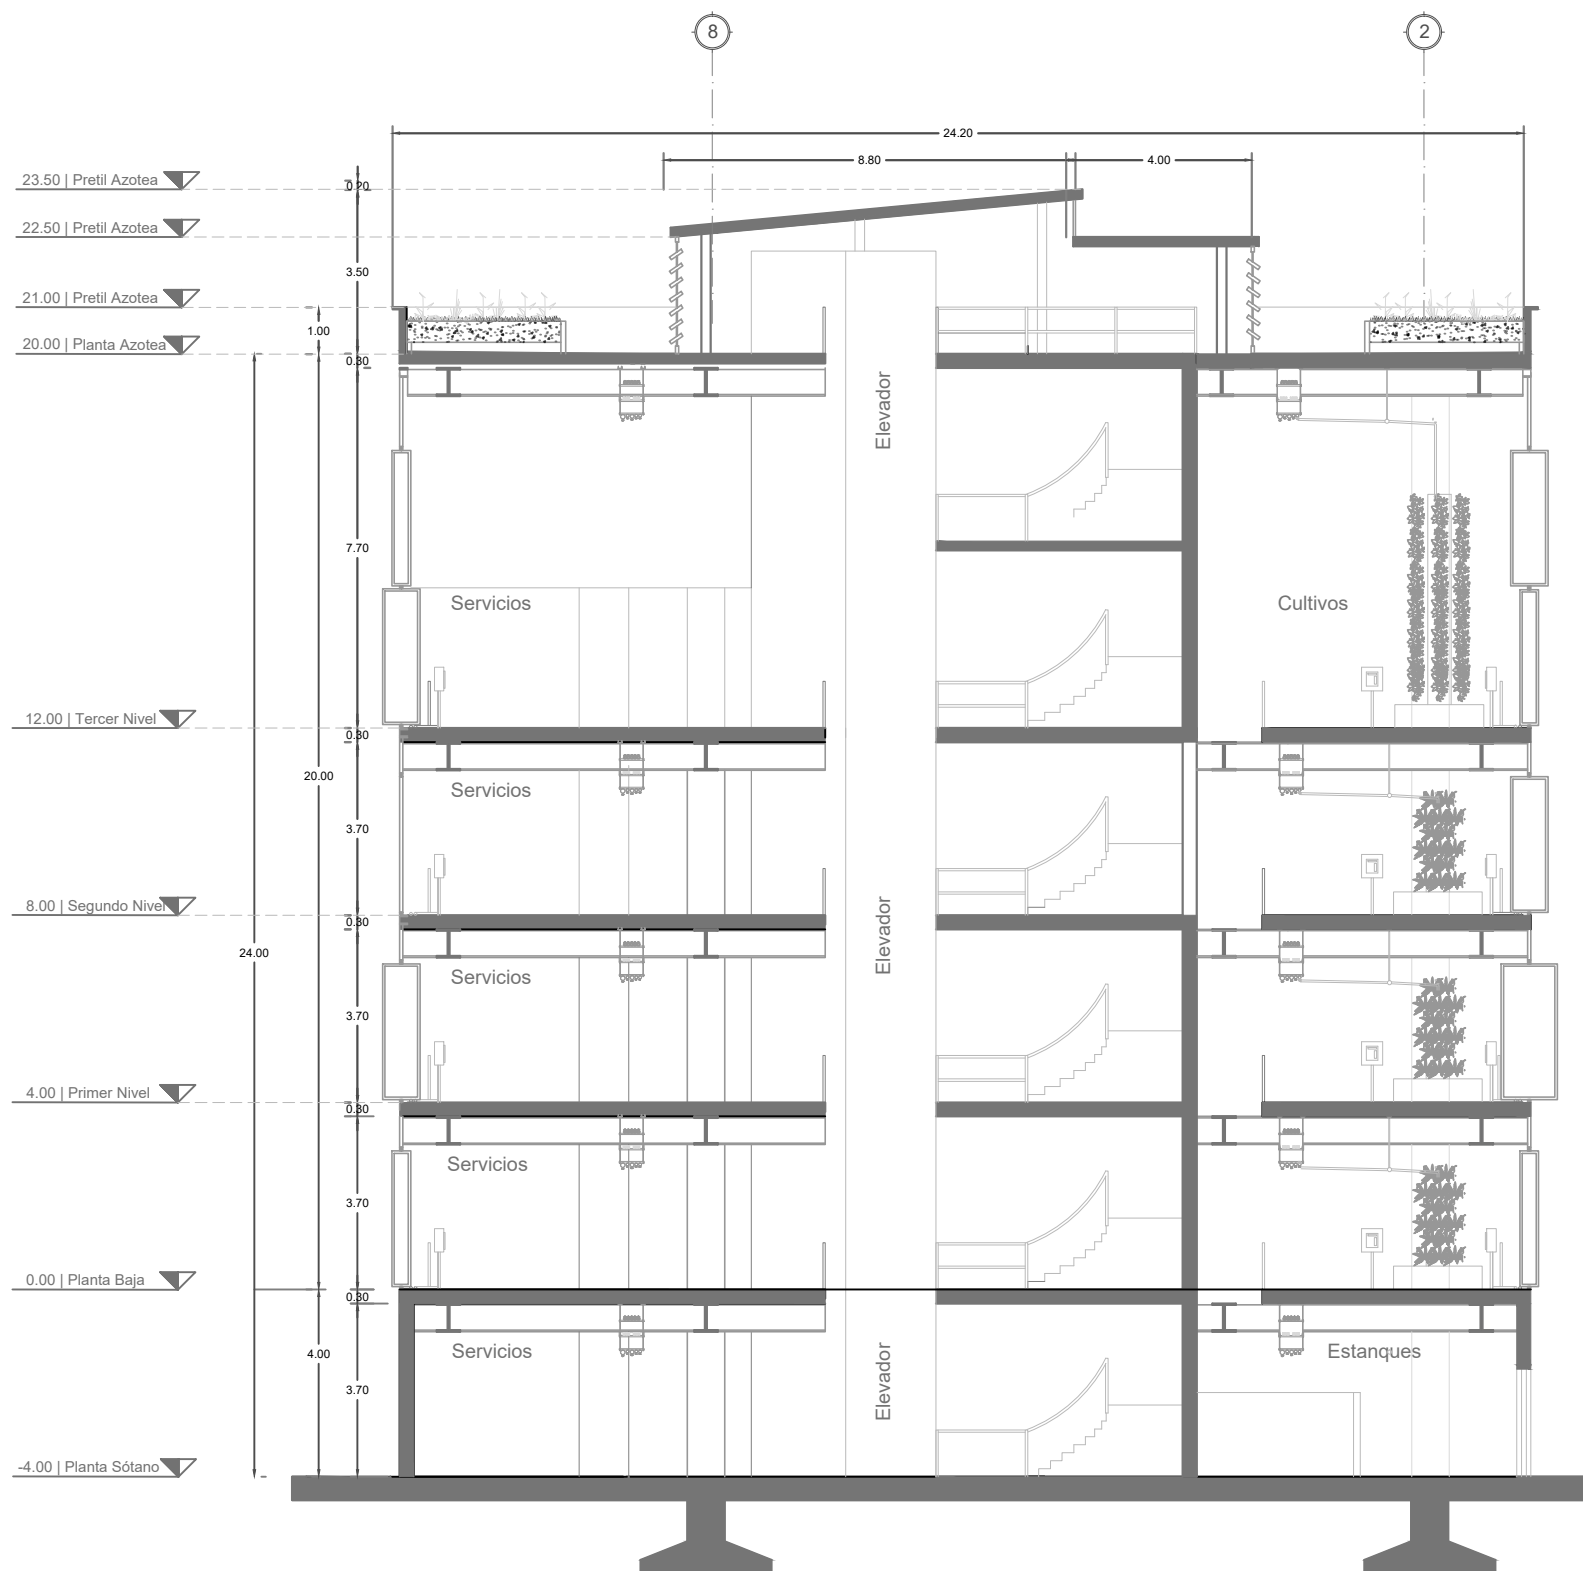 8
2
24.20
8.80
4.00
23.50 | Pretil Azotea
0.20
22.50 | Pretil Azotea
3.50
21.00 | Pretil Azotea
1.00
20.00 | Planta Azotea
0.30
Elevador
7.70
Servicios
Cultivos
12.00 | Tercer Nivel
0.30
20.00
Servicios
3.70
8.00 | Segundo Nivel
0.30
Elevador
24.00
Servicios
3.70
4.00 | Primer Nivel
0.30
Servicios
3.70
0.00 | Planta Baja
0.30
Servicios
Elevador
Estanques
4.00
3.70
-4.00 | Planta Sótano